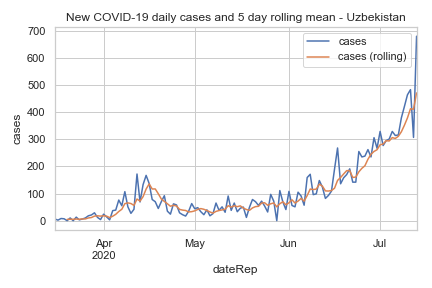 New COVID-19 daily cases and 5 day rolling mean - Uzbekistan
cases
cases (rolling)
700
600
500
400
300
200
100
0
cases
Apr
2020
May
Jun
Jul
dateRep